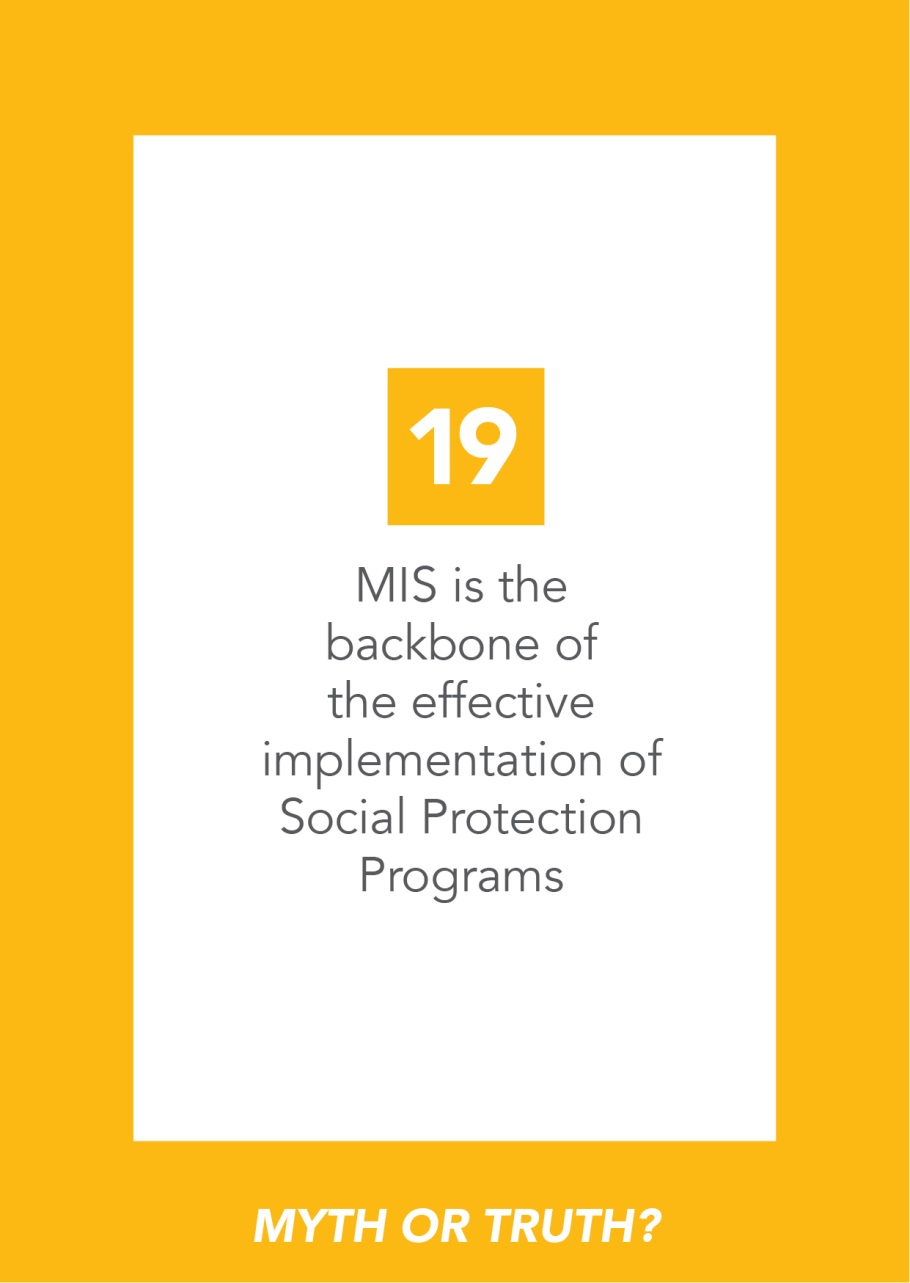 19
MIS is the
backbone of
the effective
implementation of
Social Protection
Programs
MYTH OR TRUTH?